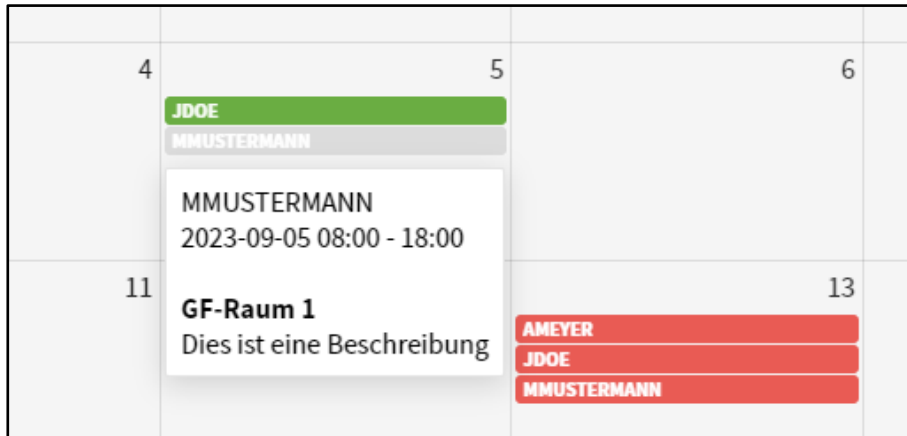 4
5
6
JDOE
MMUSTERMANN
MMUSTERMANN
2023-09-05 08:00 - 18:00
GF-Raum 1
Dies ist eine Beschreibung
11
13
AMEYER
JDOE
MMUSTERMANN